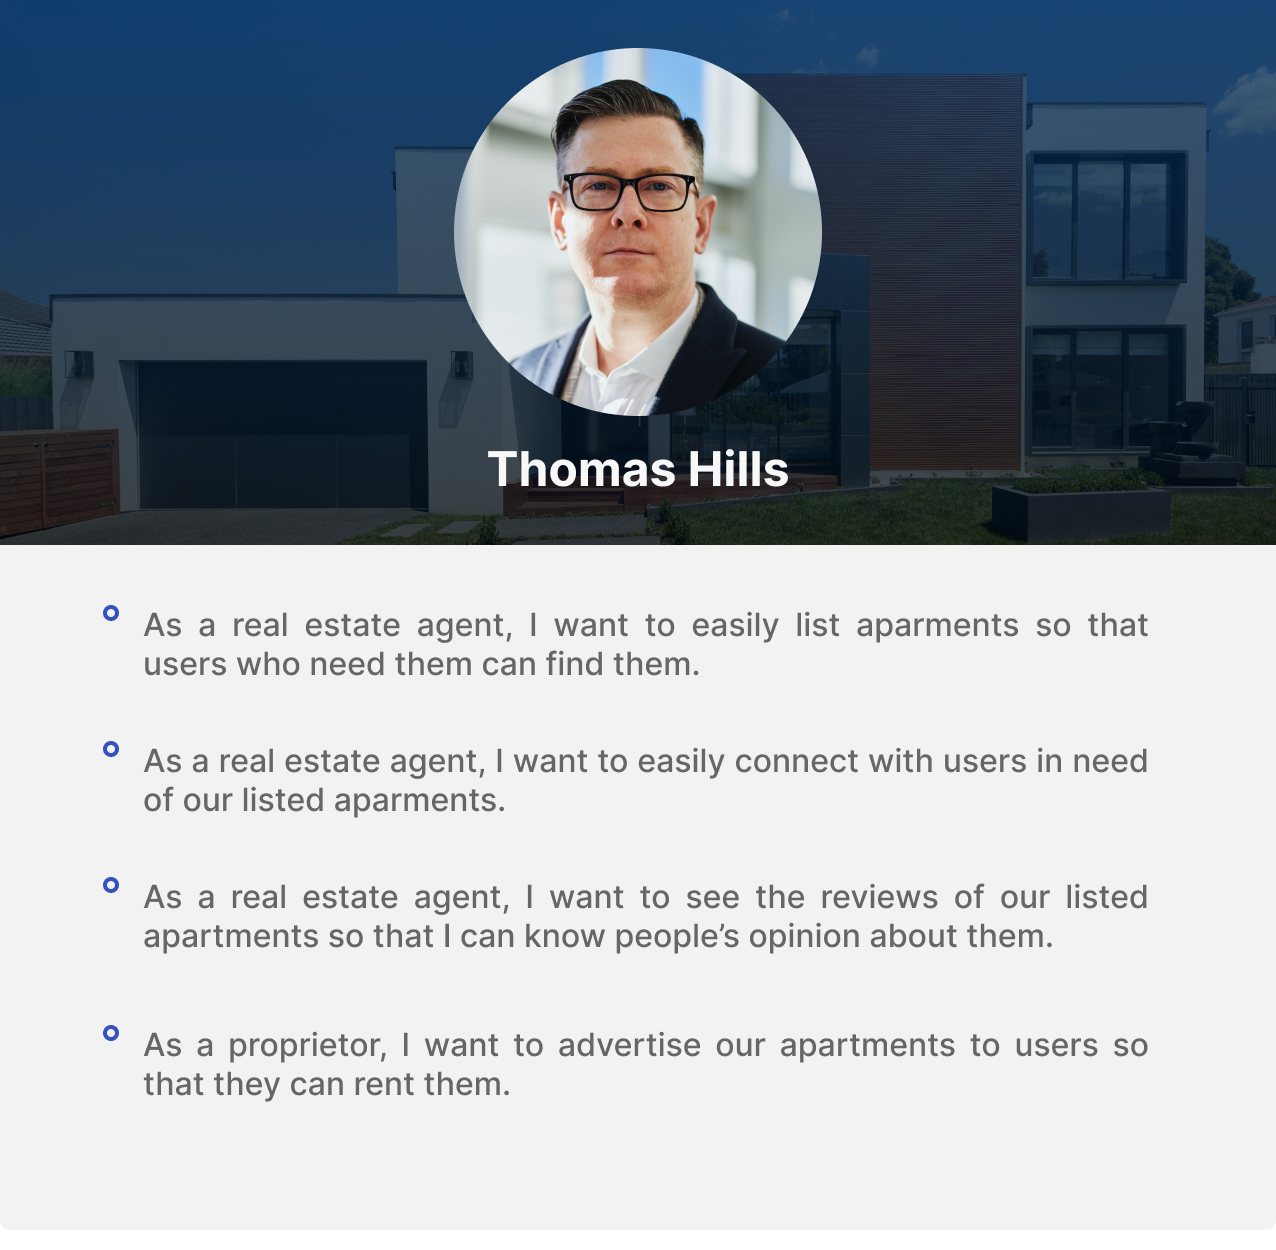 Thomas Hills
As a real estate agent, I want to easily list aparments so that
users who need them can find them.
As a real estate agent, I want to easily connect with users in need
of our listed aparments.
As a real estate agent, I want to see the reviews of our listed
apartments so that I can know people’s opinion about them.
As a proprietor, I want to advertise our apartments to users so
that they can rent them.